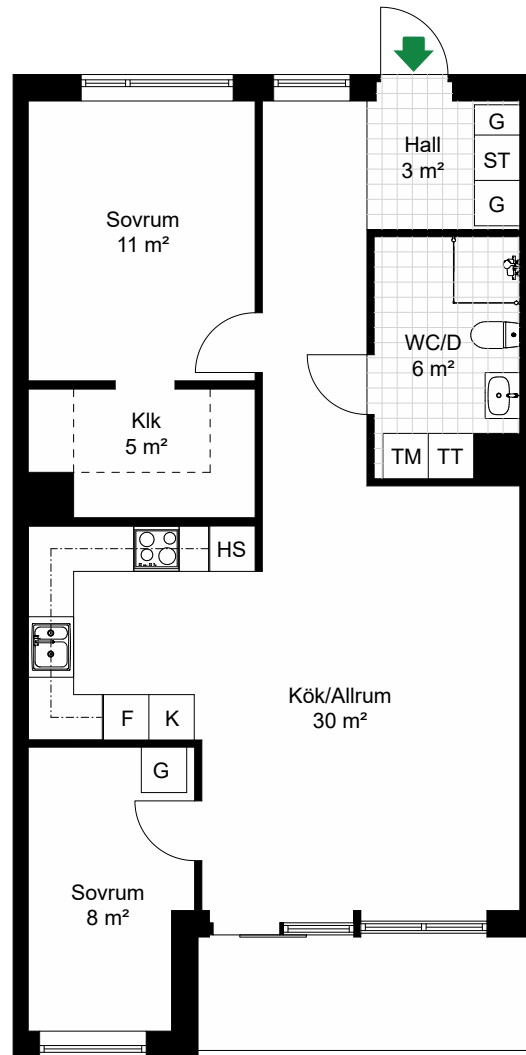 Hall
3 m²
G
ST
G
Sovrum
11 m²
WC/D
6 m²
Klk
5 m²
TM
TT
HS
Kök/Allrum
30 m²
F
K
G
Sovrum
8 m²